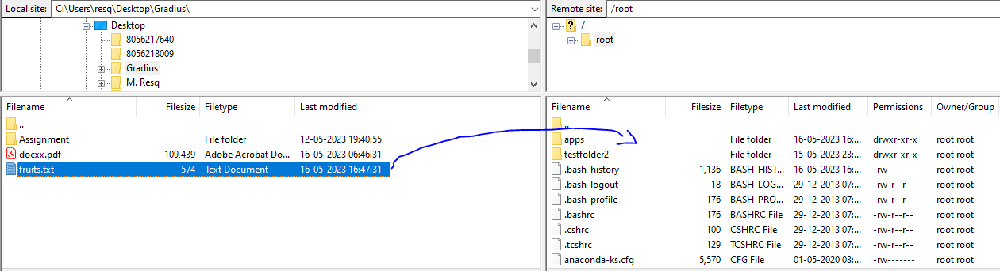 Local site: C:\Users\resq\Desktop\Gradius\
Desktop
8056217640
8056218009
Gradius
M. Resq
Filename Filesize Filetype Last modified
..
Assignment File folder 12-05-2023 19:40:55
docxx.pdf 109,439 Adobe Acrobat Do... 16-05-2023 06:46:31
fruits.txt 574 Text Document 16-05-2023 16:47:31
Remote site: /root
? /
root
Filename Filesize Filetype Last modified Permissions Owner/Group
..
apps File folder 16-05-2023 16:... drwxr-xr-x root root
testfolder2 File folder 15-05-2023 23:... drwxr-xr-x root root
.bash_history 1,136 BASH_HIST... 16-05-2023 16:... -rw------- root root
.bash_logout 18 BASH_LOG... 29-12-2013 07:... -rw-r--r-- root root
.bash_profile 176 BASH_PRO... 29-12-2013 07:... -rw-r--r-- root root
.bashrc 176 BASHRC File 29-12-2013 07:... -rw-r--r-- root root
.cshrc 100 CSHRC File 29-12-2013 07:... -rw-r--r-- root root
.tcshrc 129 TCSHRC File 29-12-2013 07:... -rw-r--r-- root root
anaconda-ks.cfg 5,570 CFG File 01-05-2020 03:... -rw------- root root